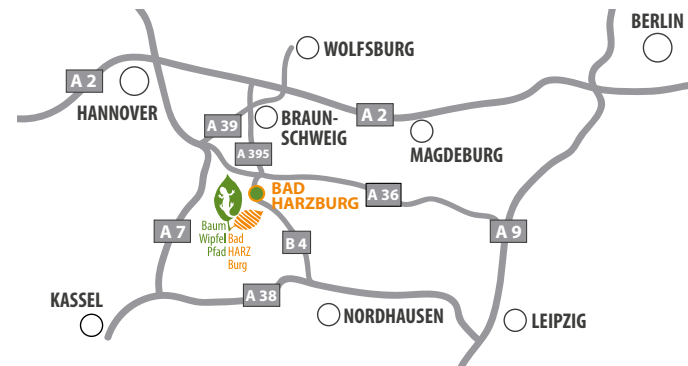 BERLIN
WOLFSBURG
A 2
HANNOVER
A 39
BRAUN-
SCHWEIG
A 2
MAGDEBURG
A 395
BAD
HARZBURG
A 36
Baum
Wipfel Bad
Pfad HARZ
Burg
A 7
B 4
A 9
KASSEL
A 38
NORDHAUSEN
LEIPZIG